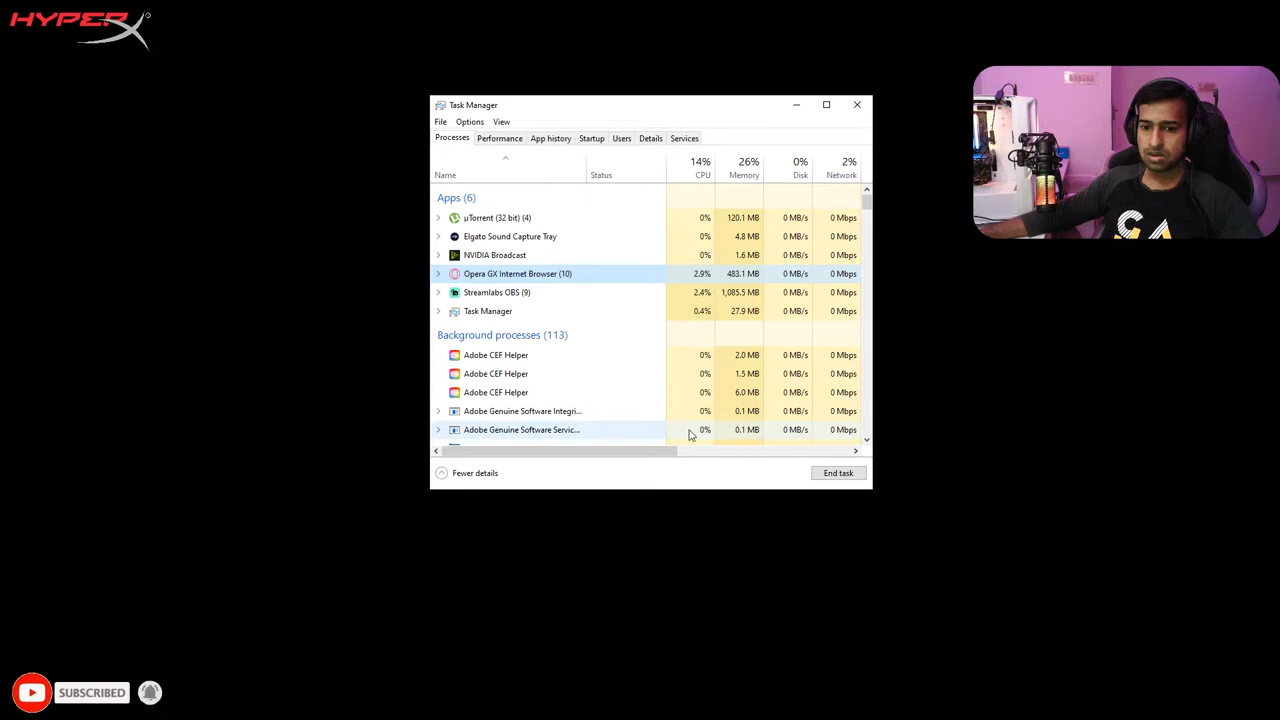 HYPERX
Task Manager
File Options View
Processes Performance App history Startup Users Details Services
14% 26% 0% 2%
Name Status CPU Memory Disk Network
Apps (6)
µTorrent (32 bit) (4) 0% 120.1 MB 0 MB/s 0 Mbps
Elgato Sound Capture Tray 0% 4.8 MB 0 MB/s 0 Mbps
NVIDIA Broadcast 0% 1.6 MB 0 MB/s 0 Mbps
Opera GX Internet Browser (10) 2.9% 483.1 MB 0 MB/s 0 Mbps
Streamlabs OBS (9) 2.4% 1,085.5 MB 0 MB/s 0 Mbps
Task Manager 0.4% 27.9 MB 0 MB/s 0 Mbps
Background processes (113)
Adobe CEF Helper 0% 2.0 MB 0 MB/s 0 Mbps
Adobe CEF Helper 0% 1.5 MB 0 MB/s 0 Mbps
Adobe CEF Helper 0% 6.0 MB 0 MB/s 0 Mbps
Adobe Genuine Software Integri... 0% 0.1 MB 0 MB/s 0 Mbps
Adobe Genuine Software Servic... 0% 0.1 MB 0 MB/s 0 Mbps
Fewer details End task
SUBSCRIBED